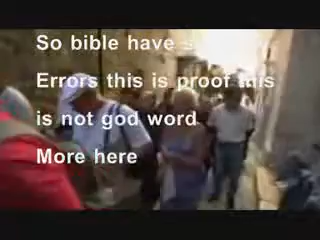 So bible have s
Errors this is proof this
is not god word
More here